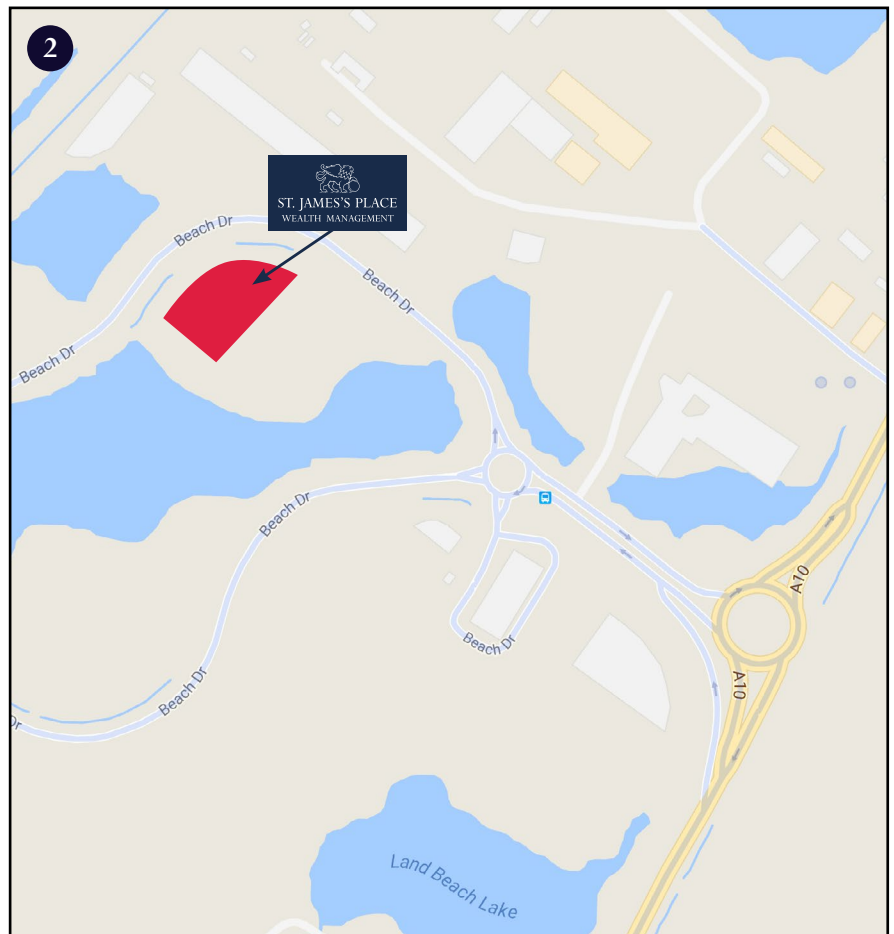 2
ST. JAMES'S PLACE
WEALTH MANAGEMENT
Beach Dr
Beach Dr
Beach Dr
Beach Dr
A10
Beach Dr
Beach Dr
A10
Dr
Land Beach Lake